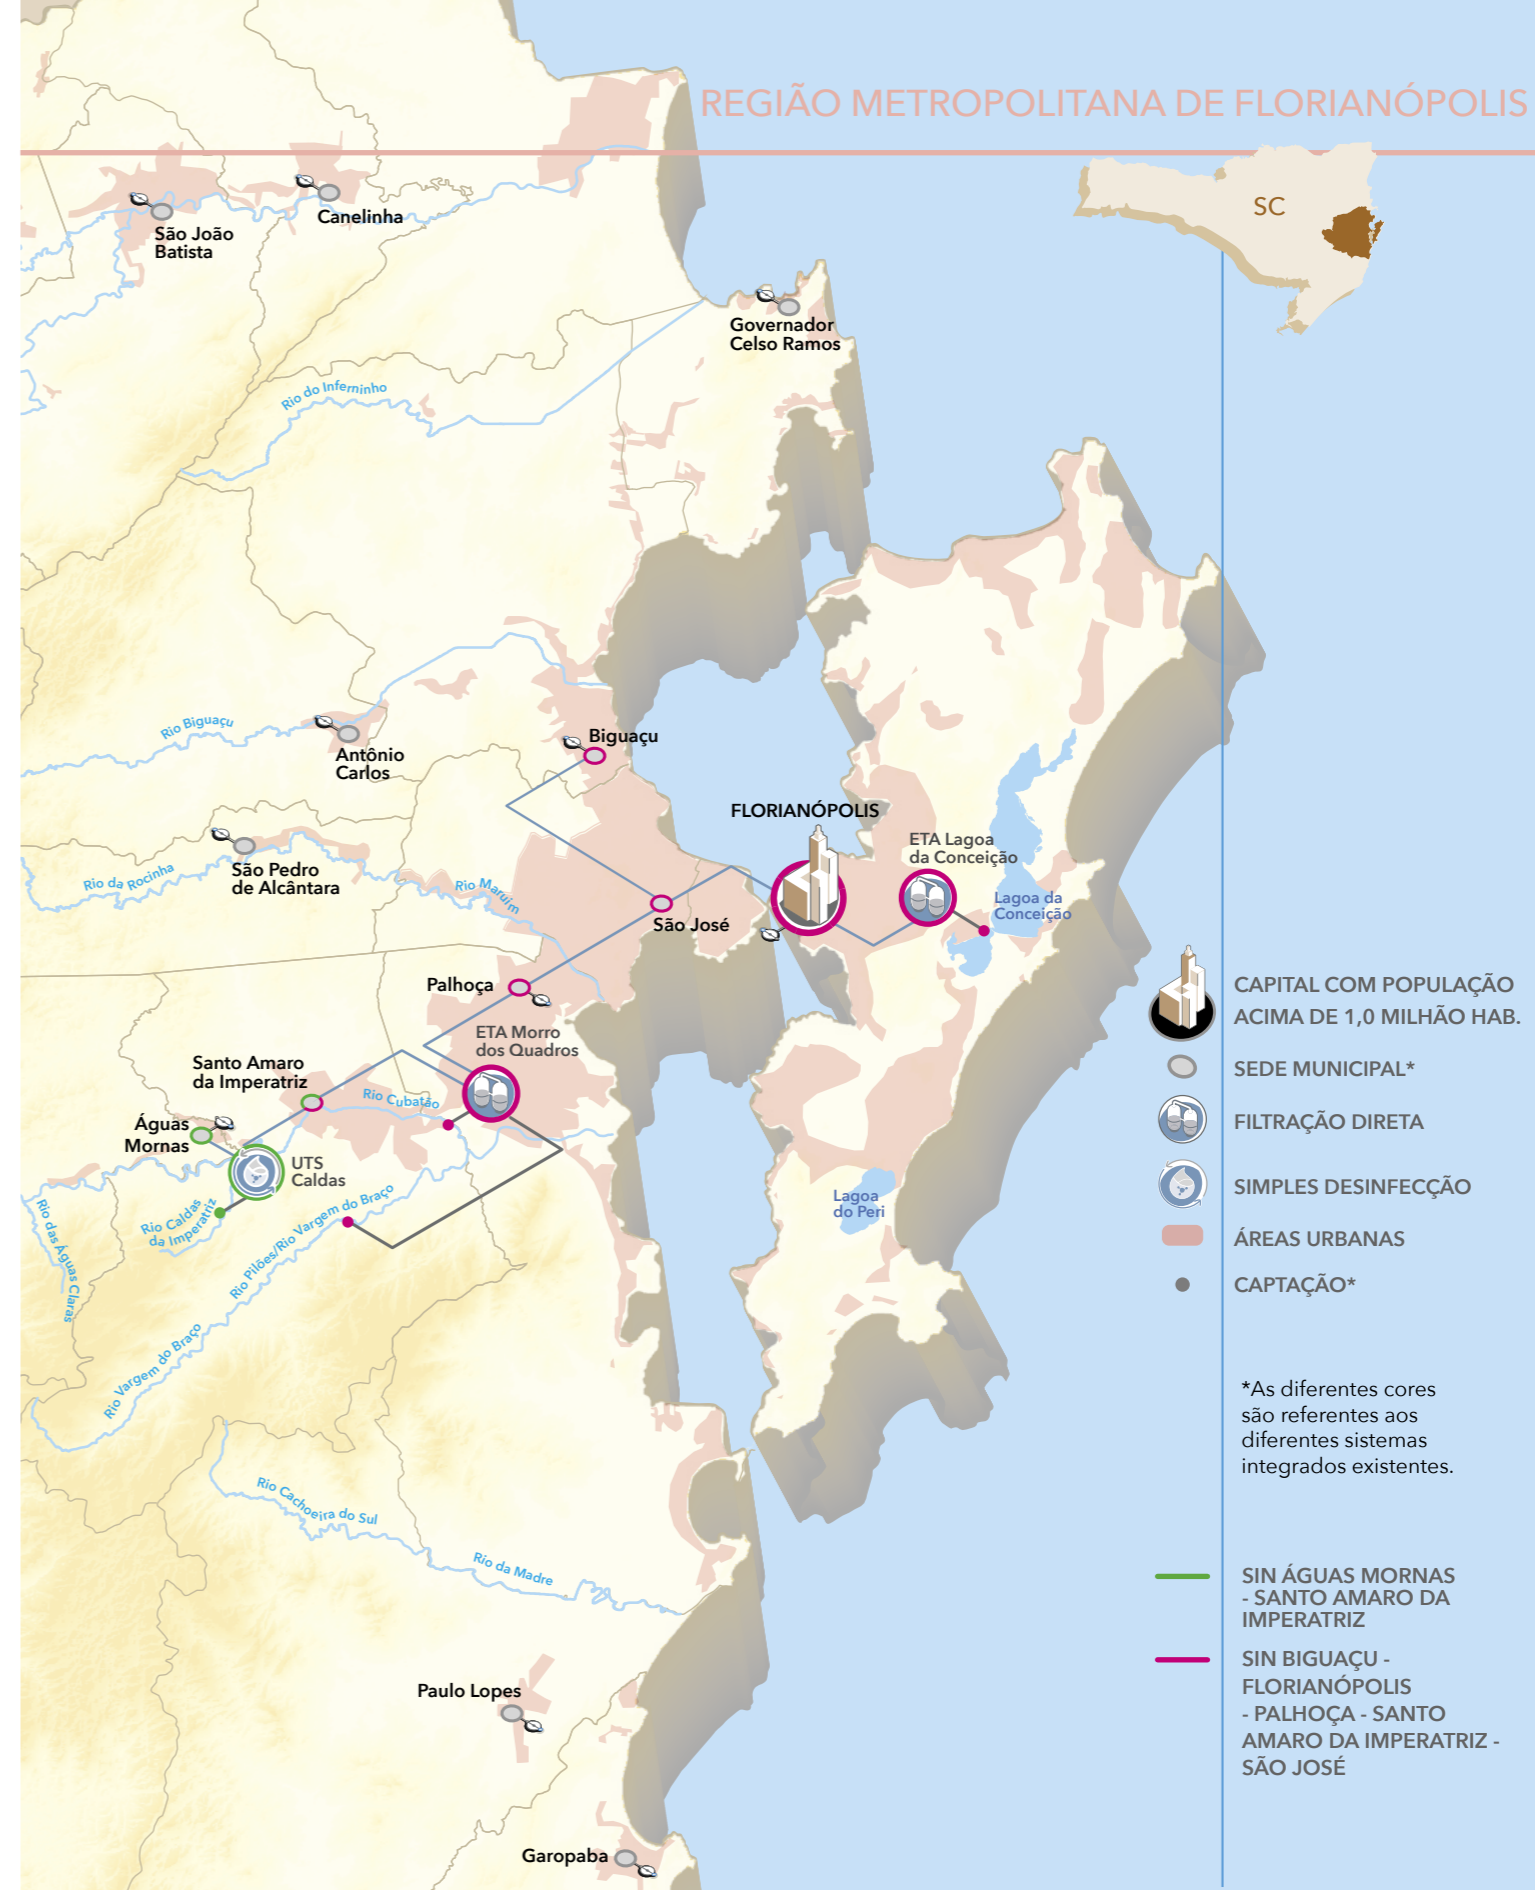 REGIÃO METROPOLITANA DE FLORIANÓPOLIS
SC
Canelinha
São João
Batista
Governador
Celso Ramos
Rio do Inferninho
Rio Biguaçu
Antônio
Carlos
Biguaçu
FLORIANÓPOLIS
ETA Lagoa
da Conceição
Lagoa da
Conceição
São Pedro
de Alcântara
Rio da Rocinha
Rio Maruim
São José
Palhoça
ETA Morro
dos Quadros
Santo Amaro
da Imperatriz
Rio Cubatão
Águas
Mornas
UTS
Caldas
Rio Caldas
da Imperatriz
Rio das Águas Claras
Rio Pilões/Rio Vargem do Braço
Rio Vargem do Braço
Lagoa
do Peri
Rio Cachoeira do Sul
Rio da Madre
Paulo Lopes
Garopaba
CAPITAL COM POPULAÇÃO
ACIMA DE 1,0 MILHÃO HAB.
SEDE MUNICIPAL*
FILTRAÇÃO DIRETA
SIMPLES DESINFECÇÃO
ÁREAS URBANAS
CAPTAÇÃO*
*As diferentes cores
são referentes aos
diferentes sistemas
integrados existentes.
SIN ÁGUAS MORNAS
- SANTO AMARO DA
IMPERATRIZ
SIN BIGUAÇU -
FLORIANÓPOLIS
- PALHOÇA - SANTO
AMARO DA IMPERATRIZ -
SÃO JOSÉ